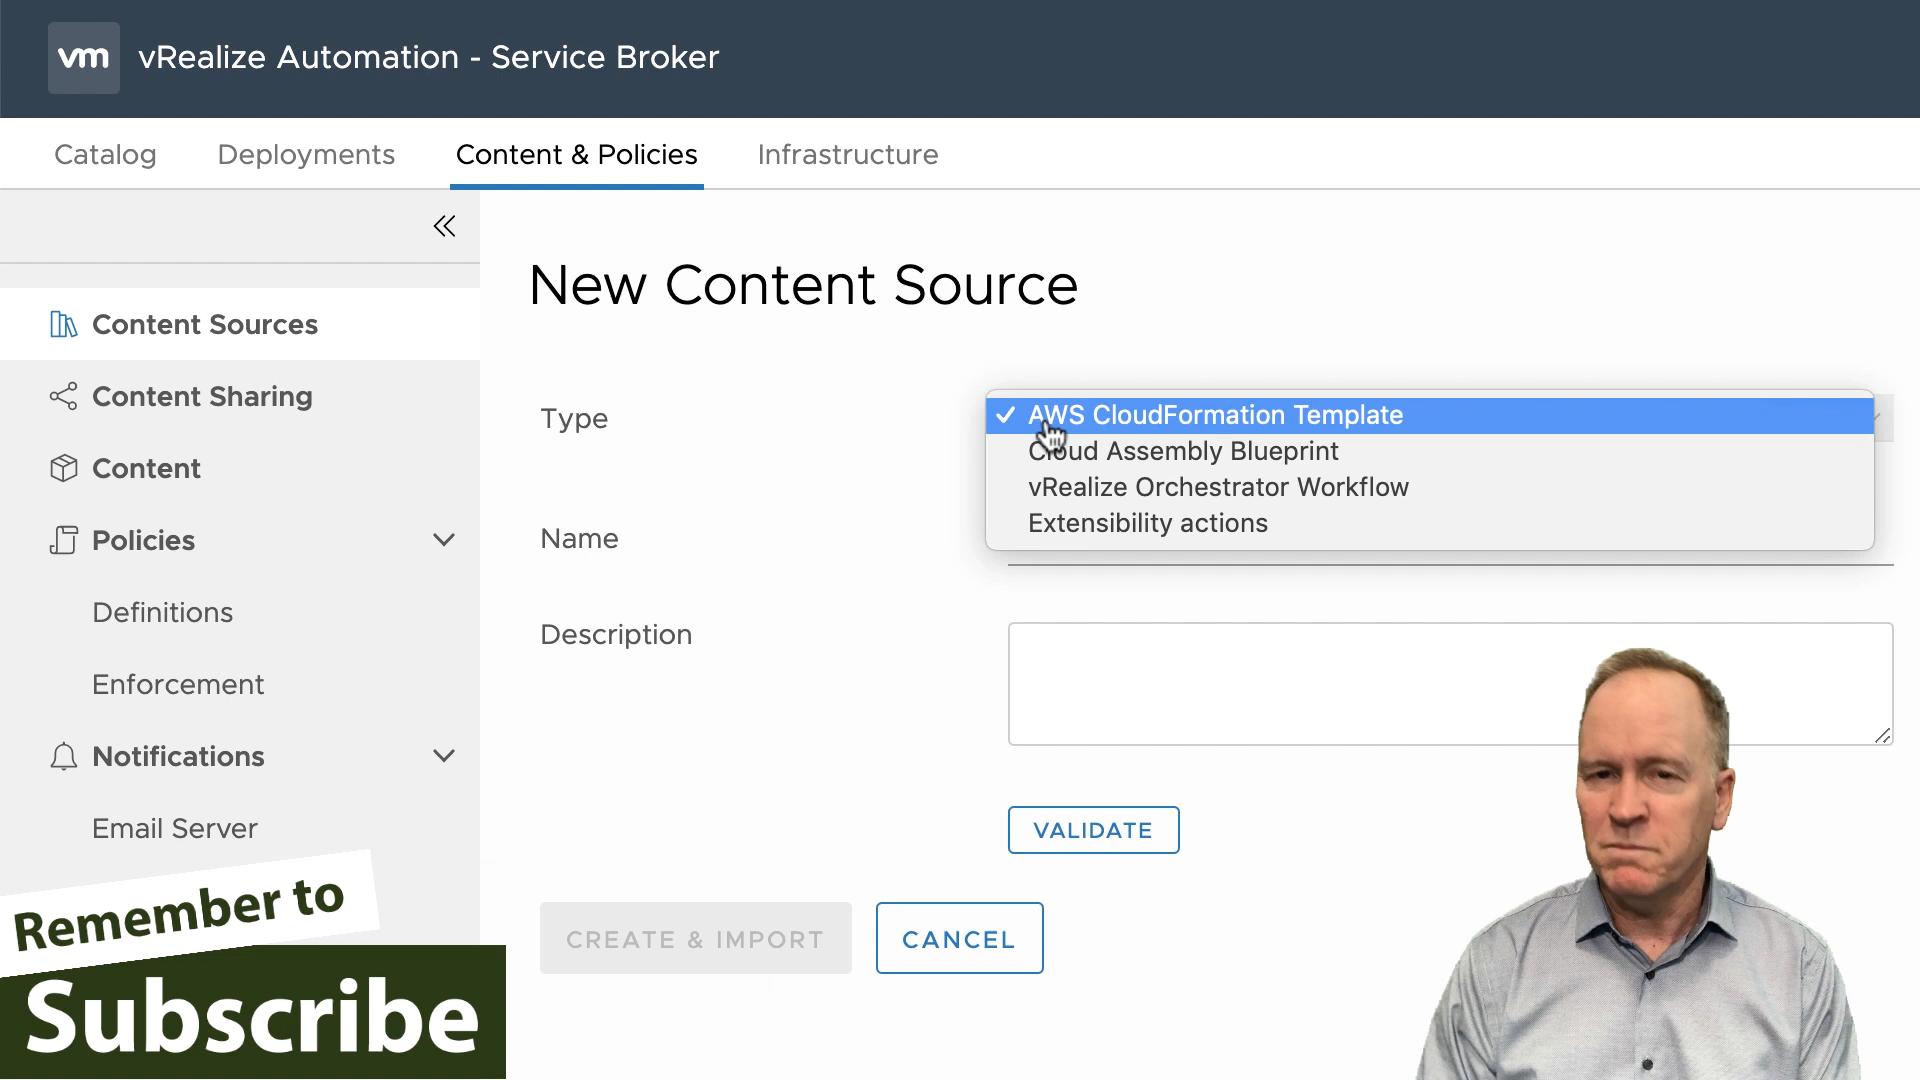 vm vRealize Automation - Service Broker
Catalog Deployments Content & Policies Infrastructure
New Content Source
Content Sources
Content Sharing
Content
Policies
Definitions
Enforcement
Notifications
Email Server
Type
AWS CloudFormation Template
Cloud Assembly Blueprint
vRealize Orchestrator Workflow
Extensibility actions
Name
Description
VALIDATE
CREATE & IMPORT CANCEL
Remember to
Subscribe